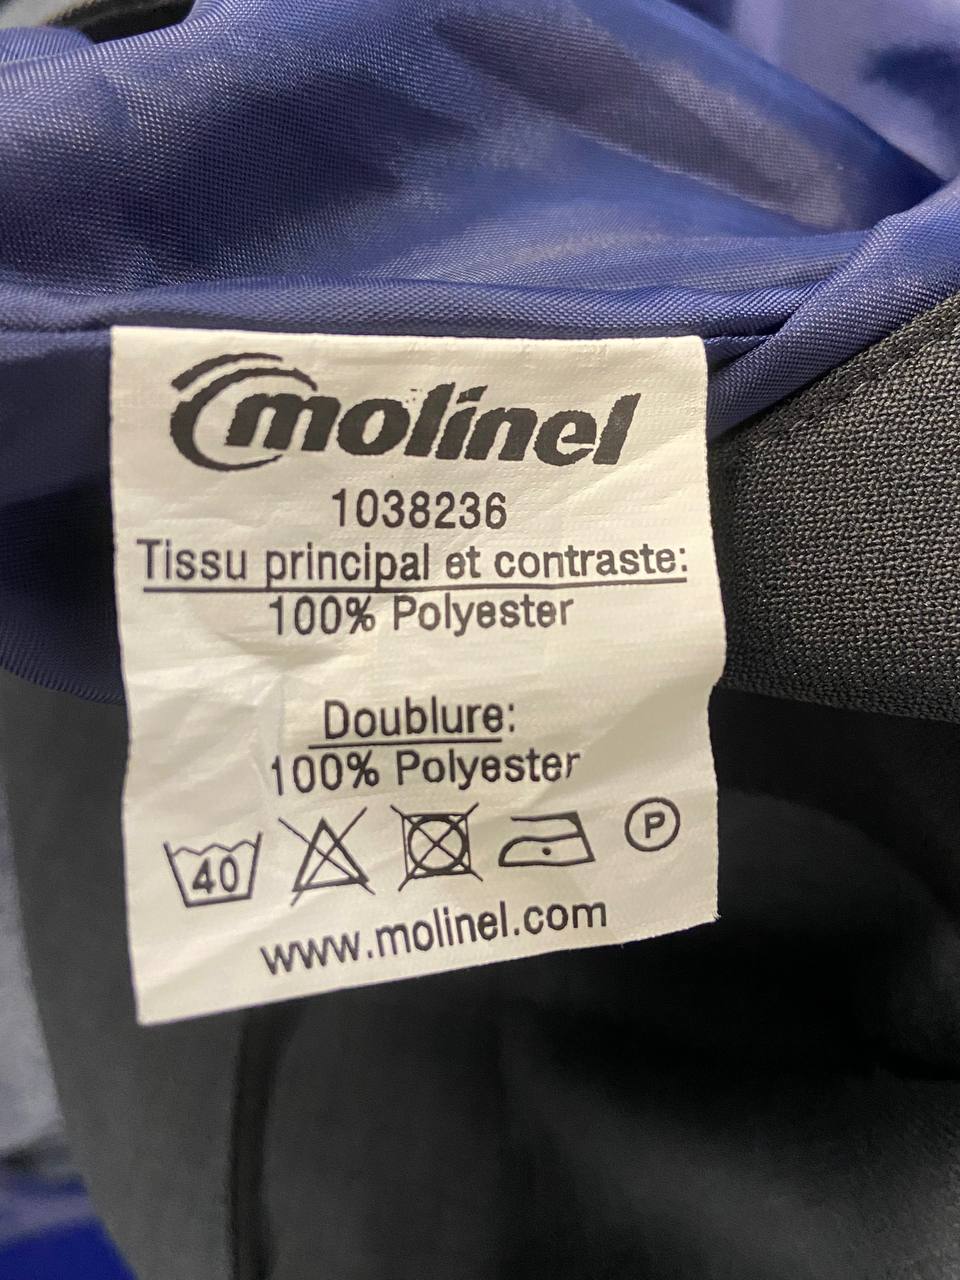 molinel
1038236
Tissu principal et contraste:
100% Polyester
Doublure:
100% Polyester
40 P
www.molinel.com